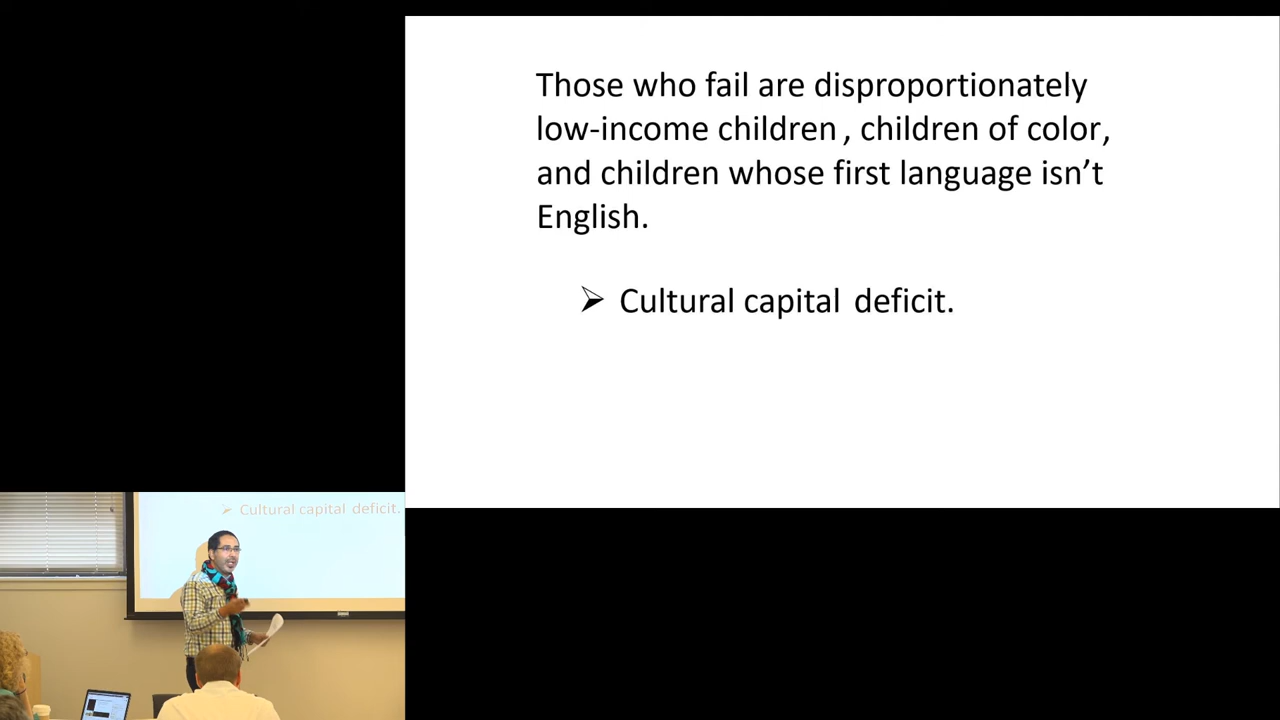 Those who fail are disproportionately
low-income children , children of color,
and children whose first language isn’t
English.
➢ Cultural capital deficit.
➢ Cultural capital deficit.